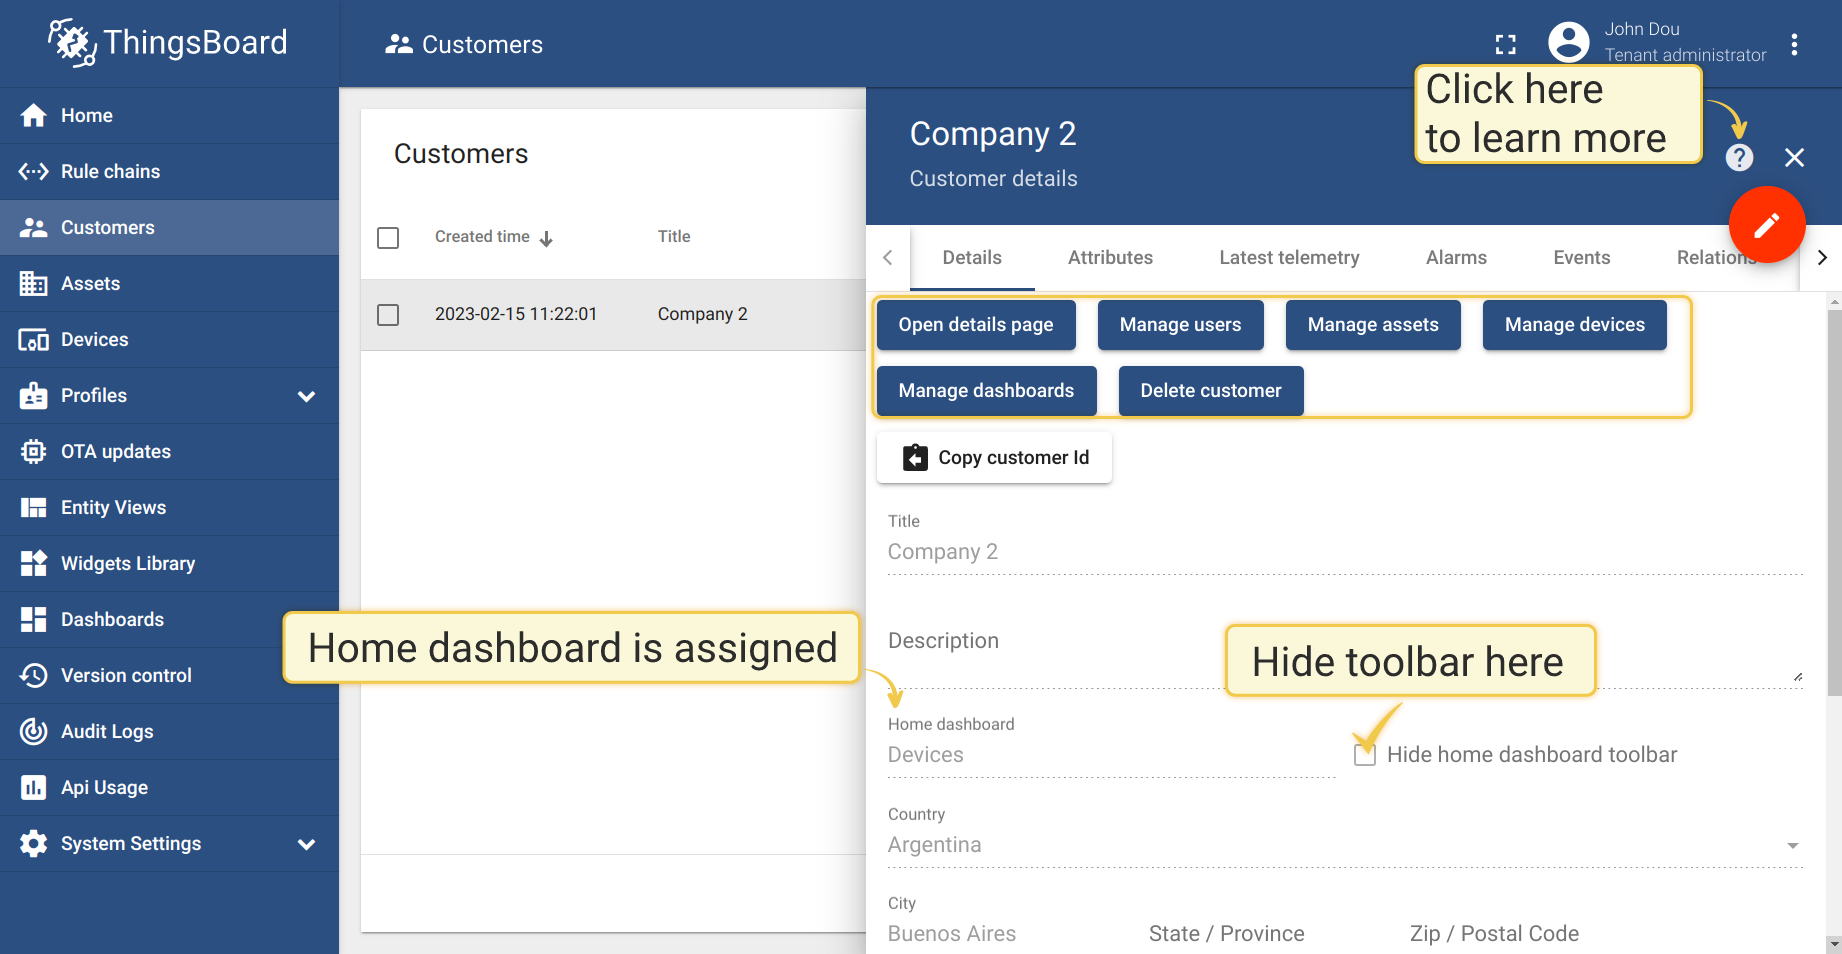 ThingsBoard
Customers
John Dou
Tenant administrator
Home
Rule chains
Customers
Assets
Devices
Profiles
OTA updates
Entity Views
Widgets Library
Dashboards
Version control
Audit Logs
Api Usage
System Settings
Customers
Created time
Title
2023-02-15 11:22:01
Company 2
Company 2
Customer details
Click here
to learn more
?
Details
Attributes
Latest telemetry
Alarms
Events
Relations
Open details page
Manage users
Manage assets
Manage devices
Manage dashboards
Delete customer
Copy customer Id
Title
Company 2
Description
Home dashboard is assigned
Hide toolbar here
Home dashboard
Devices
Hide home dashboard toolbar
Country
Argentina
City
Buenos Aires
State / Province
Zip / Postal Code